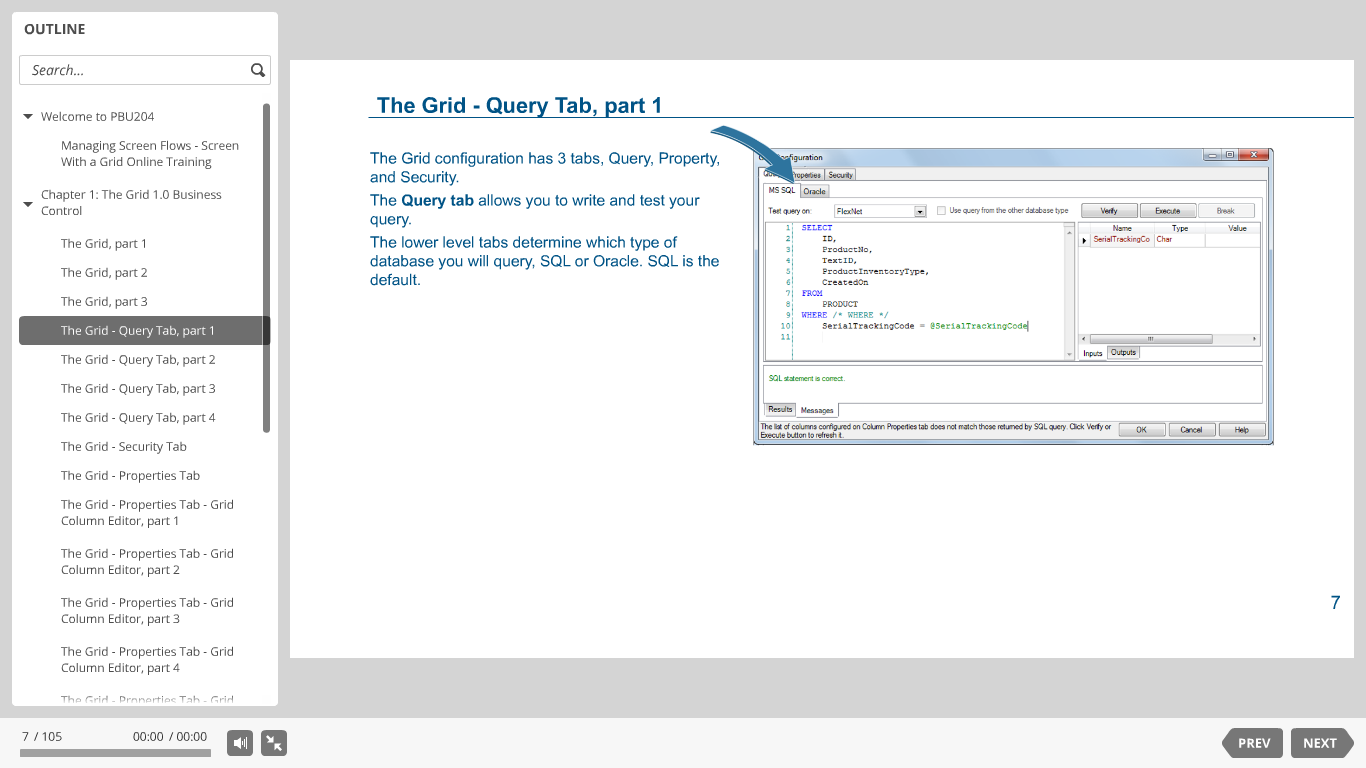 OUTLINE
Search...
Welcome to PBU204
Managing Screen Flows - Screen
With a Grid Online Training
Chapter 1: The Grid 1.0 Business
Control
The Grid, part 1
The Grid, part 2
The Grid, part 3
The Grid - Query Tab, part 1
The Grid - Query Tab, part 2
The Grid - Query Tab, part 3
The Grid - Query Tab, part 4
The Grid - Security Tab
The Grid - Properties Tab
The Grid - Properties Tab - Grid
Column Editor, part 1
The Grid - Properties Tab - Grid
Column Editor, part 2
The Grid - Properties Tab - Grid
Column Editor, part 3
The Grid - Properties Tab - Grid
Column Editor, part 4
The Grid - Properties Tab - Grid
The Grid - Query Tab, part 1
The Grid configuration has 3 tabs, Query, Property,
and Security.
The Query tab allows you to write and test your
query.
The lower level tabs determine which type of
database you will query, SQL or Oracle. SQL is the
default.
Security
MS SQL Oracle
Test query on: FlexNet Use query from the other database type Verify Execute Break
1 SELECT
2 ID,
3 ProductNo,
4 TextID,
5 ProductInventoryType,
6 CreatedOn
7 FROM
8 PRODUCT
9 WHERE /* WHERE */
10 SerialTrackingCode = @SerialTrackingCode
11
Name Type Value
SerialTrackingCo Char
Inputs Outputs
SQL statement is correct.
Results Messages
The list of columns configured on Column Properties tab does not match those returned by SQL query. Click Verify or
Execute button to refresh it.
OK Cancel Help
7
7 / 105 00:00 / 00:00
PREV NEXT